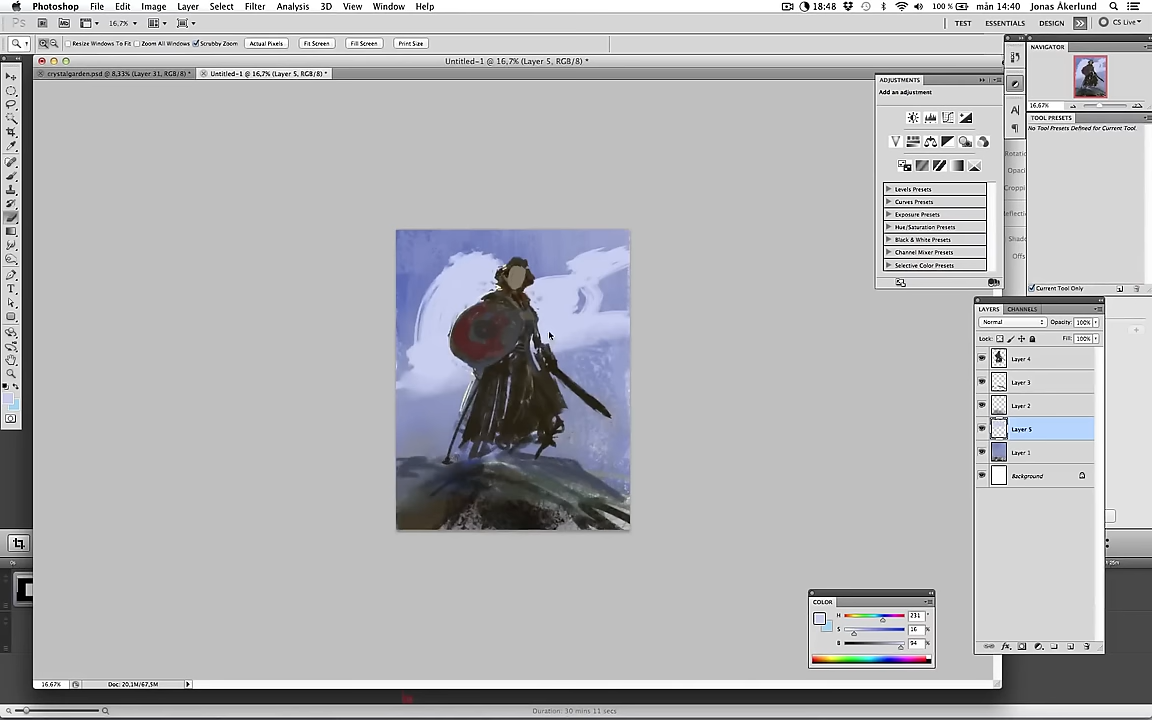 Photoshop File Edit Image Layer Select Filter Analysis 3D View Window Help 18:48 100 % mån 14:40 Jonas Åkerlund
Ps Br Mb 16.7% TEST ESSENTIALS DESIGN CS Live
Resize Windows To Fit Zoom All Windows Scrubby Zoom Actual Pixels Fit Screen Fill Screen Print Size
Untitled-1 @ 16,7% (Layer 5, RGB/8) *
crystalgarden.psd @ 8,33% (Layer 31, RGB/8) * Untitled-1 @ 16,7% (Layer 5, RGB/8) *
NAVIGATOR
16.67%
TOOL PRESETS
No Tool Presets Defined for Current Tool.
Current Tool Only
ADJUSTMENTS
Add an adjustment
Levels Presets
Curves Presets
Exposure Presets
Hue/Saturation Presets
Black & White Presets
Channel Mixer Presets
Selective Color Presets
LAYERS CHANNELS
Normal Opacity: 100%
Lock: Fill: 100%
Layer 4
Layer 3
Layer 2
Layer 5
Layer 1
Background
COLOR
H 231 °
S 16 %
B 94 %
16.67% Doc: 20,1M/67,5M
Duration: 30 mins 11 secs